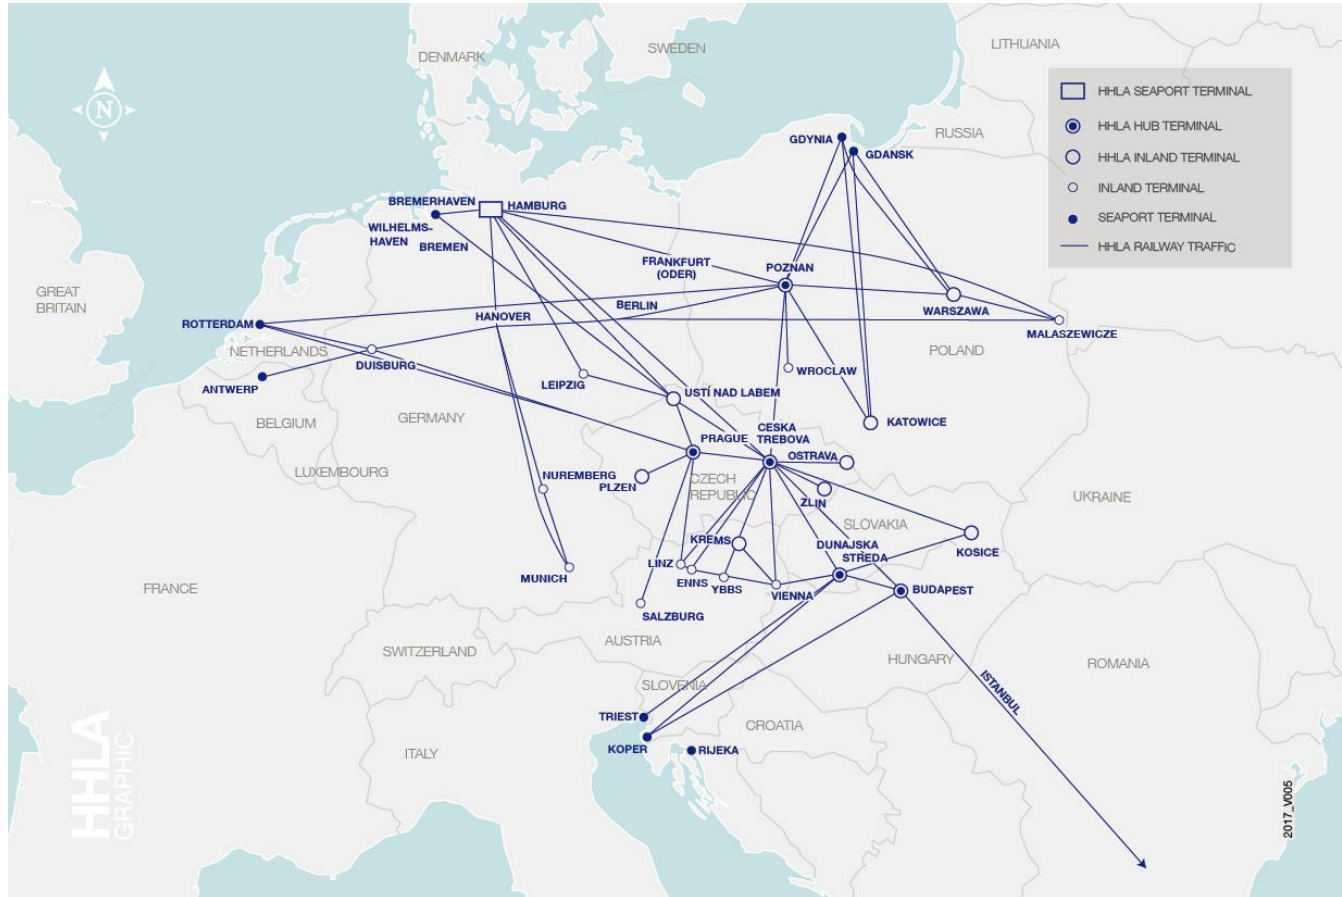 LITHUANIA
SWEDEN
DENMARK
N
HHLA SEAPORT TERMINAL
HHLA HUB TERMINAL
HHLA INLAND TERMINAL
INLAND TERMINAL
SEAPORT TERMINAL
HHLA RAILWAY TRAFFIC
RUSSIA
GDYNIA
GDANSK
BREMERHAVEN
HAMBURG
WILHELMS-
HAVEN
BREMEN
FRANKFURT
(ODER)
POZNAN
GREAT
BRITAIN
BERLIN
WARSZAWA
HANOVER
ROTTERDAM
MALASZEWICZE
NETHERLANDS
POLAND
DUISBURG
WROCLAW
LEIPZIG
ANTWERP
USTÍ NAD LABEM
GERMANY
BELGIUM
KATOWICE
CESKA
TREBOVA
PRAGUE
OSTRAVA
LUXEMBOURG
NUREMBERG
PLZEN
CZECH
REPUBLIC
ZLIN
UKRAINE
SLOVAKIA
KREMS
DUNAJSKA
STREDA
KOSICE
LINZ
MUNICH
ENNS
YBBS
VIENNA
BUDAPEST
FRANCE
SALZBURG
AUSTRIA
SWITZERLAND
HUNGARY
ROMANIA
SLOVENIA
ISTANBUL
TRIEST
CROATIA
KOPER
RIJEKA
ITALY
HHLA
GRAPHIC
2017_V005